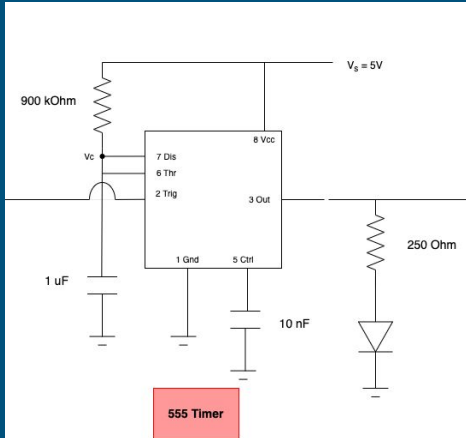 Vs = 5V
900 kOhm
8 Vcc
Vc
7 Dis
6 Thr
2 Trig
3 Out
250 Ohm
1 Gnd
5 Ctrl
1 uF
10 nF
555 Timer